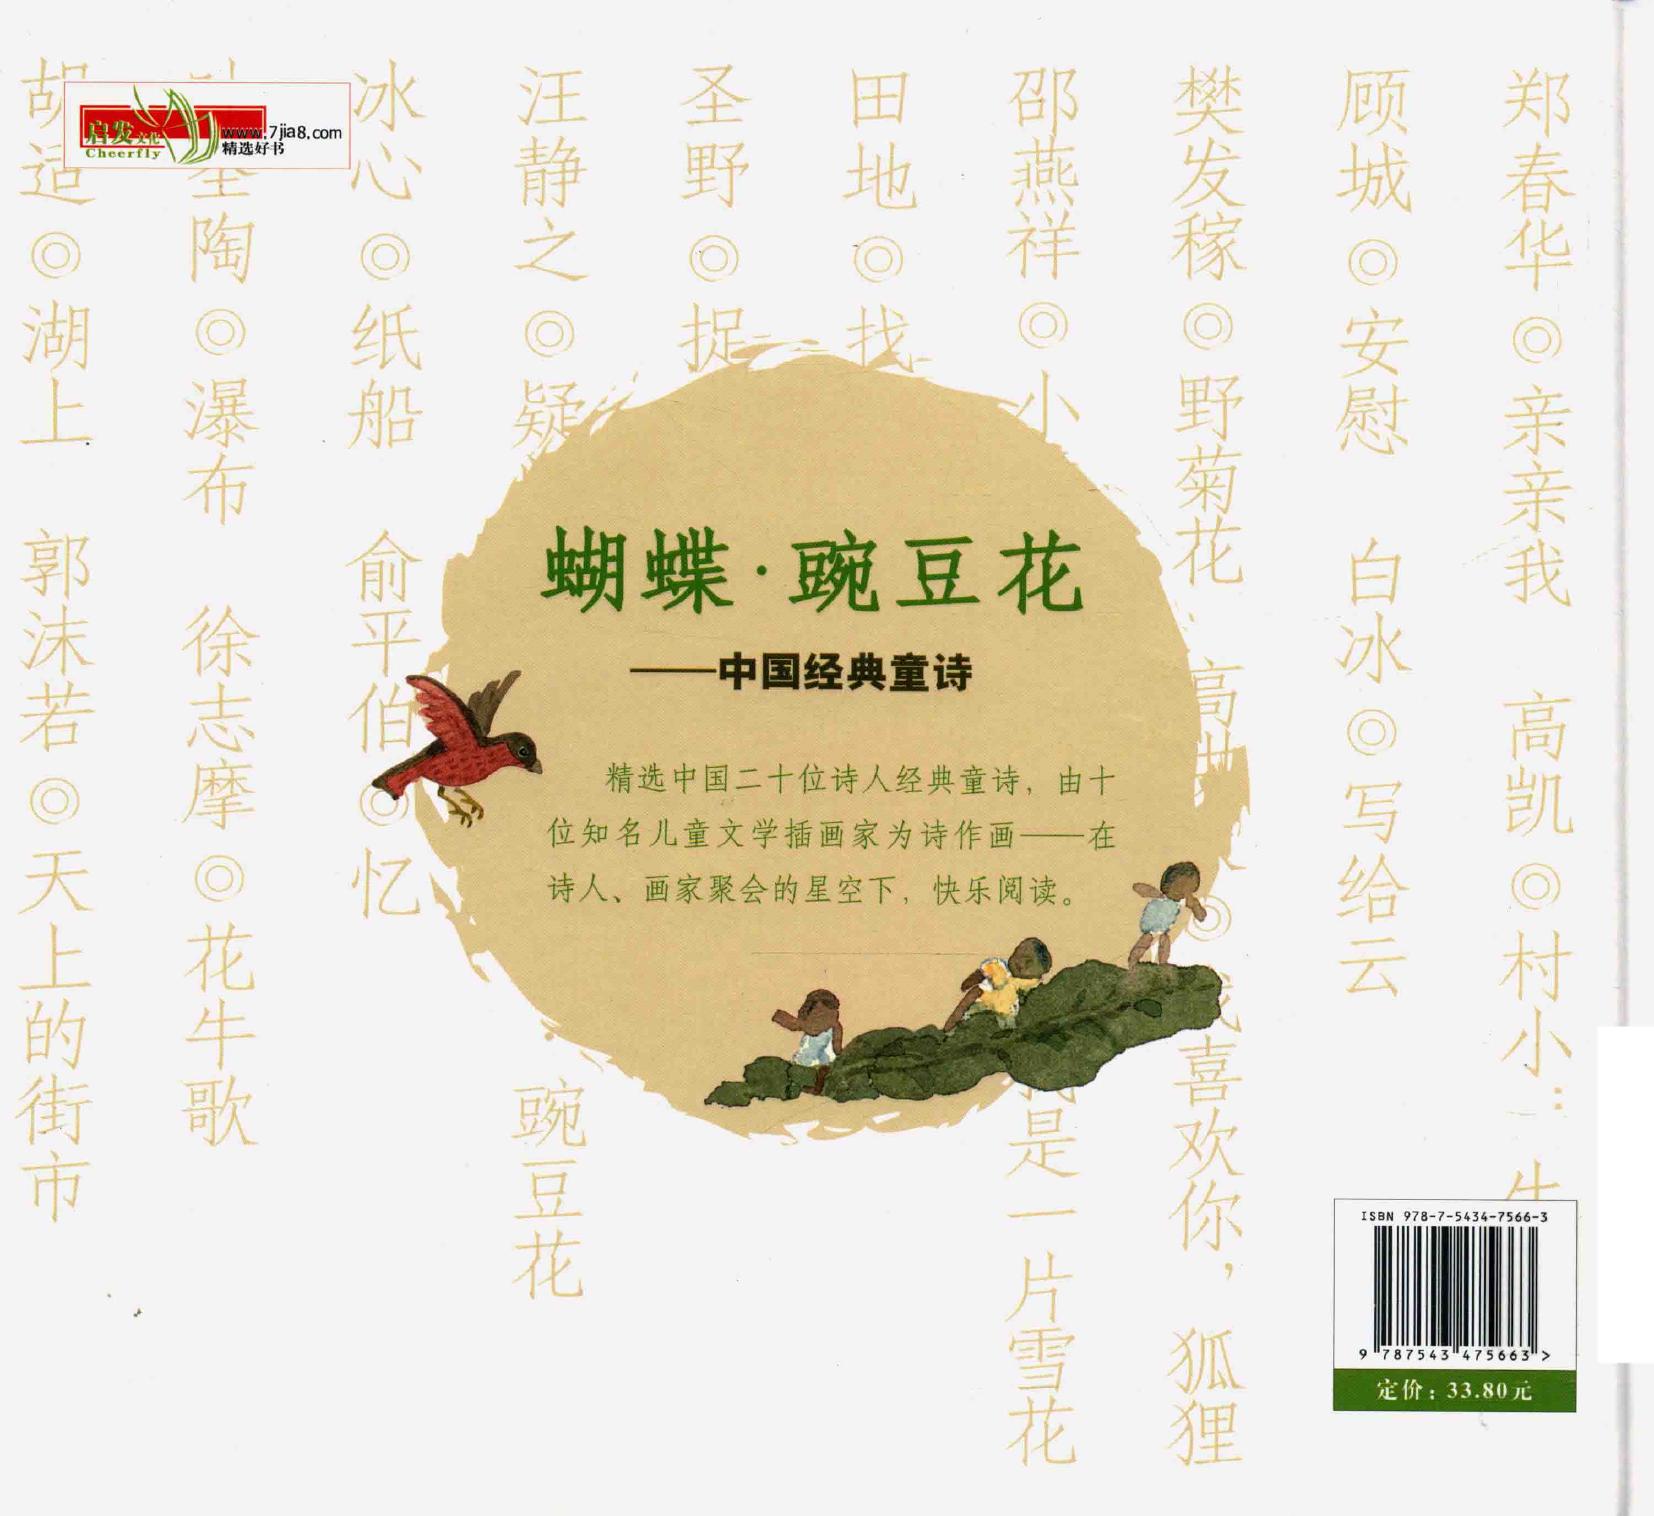 启发文化
Cheerfly
www.7jia8.com
精选好书
胡适◎湖上 郭沫若◎天上的街市
圣陶◎瀑布 徐志摩◎花牛歌
冰心◎纸船 俞平伯◎忆
汪静之◎疑
豌豆花
圣野◎捉
田地◎找
邵燕祥◎小
是一片雪花
樊发稼◎野菊花 高
喜欢你，狐狸
顾城◎安慰 白冰◎写给云
郑春华◎亲亲我 高凯◎村小：
蝴蝶·豌豆花
——中国经典童诗
精选中国二十位诗人经典童诗，由十
位知名儿童文学插画家为诗作画——在
诗人、画家聚会的星空下，快乐阅读。
ISBN 978-7-5434-7566-3
9 787543 475663 >
定价：33.80元